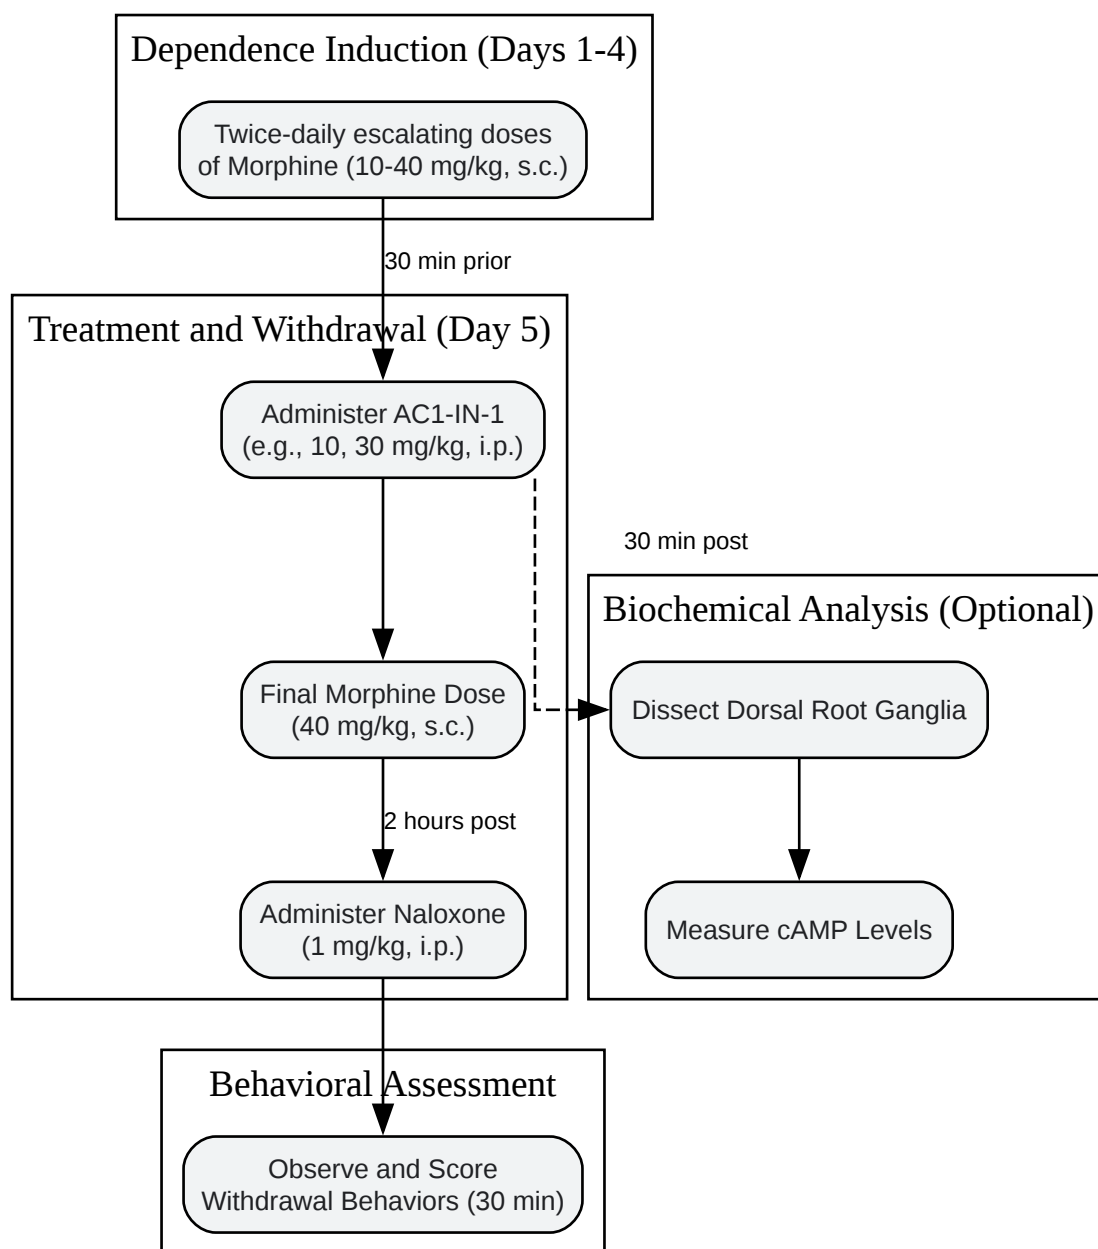 Dependence Induction (Days 1-4)
Twice-daily escalating doses
of Morphine (10-40 mg/kg, s.c.)
30 min prior
Treatment and Withdrawal (Day 5)
Administer AC1-IN-1
(e.g., 10, 30 mg/kg, i.p.)
30 min post
Biochemical Analysis (Optional)
Final Morphine Dose
(40 mg/kg, s.c.)
Dissect Dorsal Root Ganglia
2 hours post
Administer Naloxone
(1 mg/kg, i.p.)
Measure cAMP Levels
Behavioral Assessment
Observe and Score
Withdrawal Behaviors (30 min)